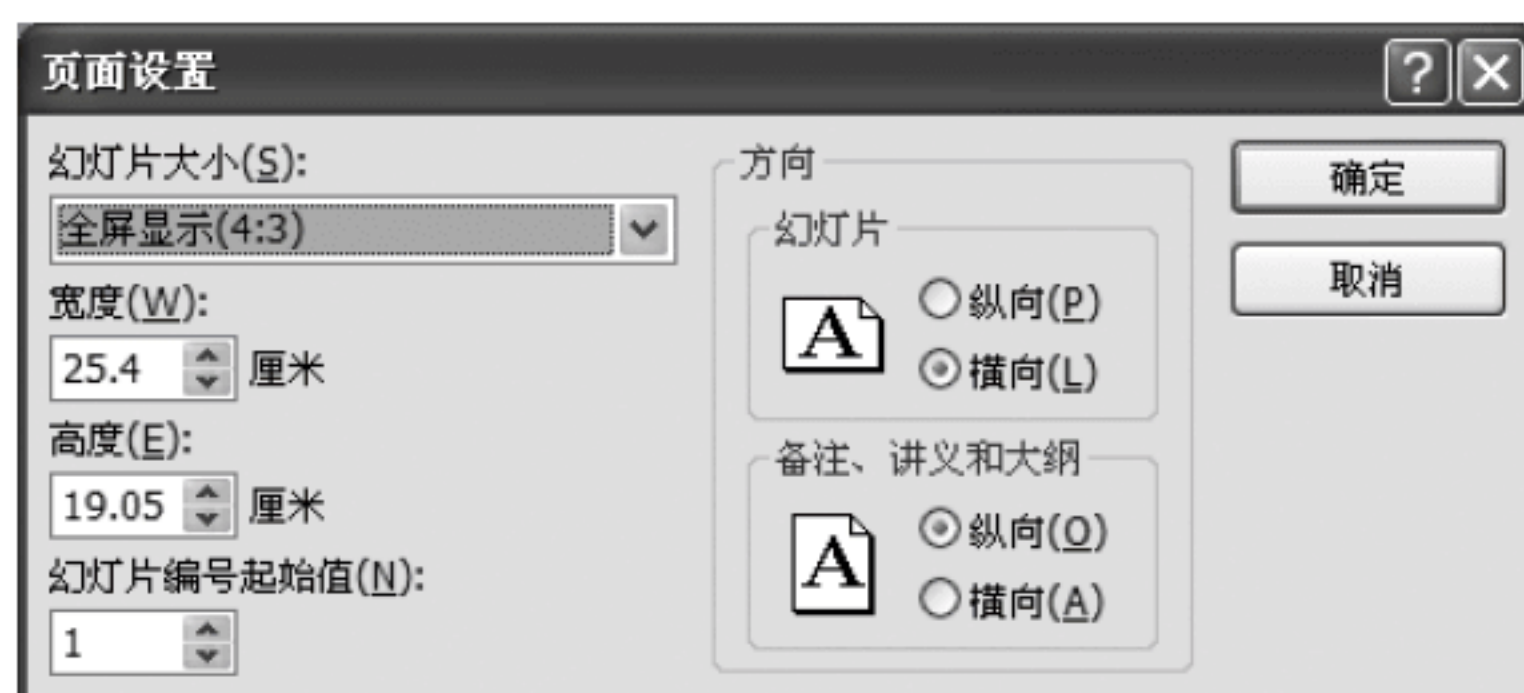 页面设置
幻灯片大小(S):
全屏显示(4:3)
宽度(W):
25.4 厘米
高度(E):
19.05 厘米
幻灯片编号起始值(N):
1
方向
幻灯片
A
纵向(P)
横向(L)
备注、讲义和大纲
A
纵向(O)
横向(A)
确定
取消